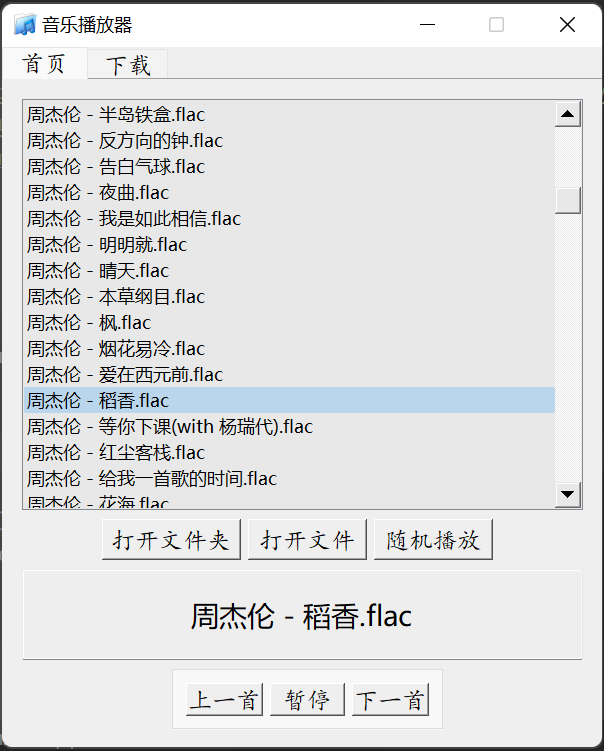 音乐播放器
首页 下载
周杰伦 - 半岛铁盒.flac
周杰伦 - 反方向的钟.flac
周杰伦 - 告白气球.flac
周杰伦 - 夜曲.flac
周杰伦 - 我是如此相信.flac
周杰伦 - 明明就.flac
周杰伦 - 晴天.flac
周杰伦 - 本草纲目.flac
周杰伦 - 枫.flac
周杰伦 - 烟花易冷.flac
周杰伦 - 爱在西元前.flac
周杰伦 - 稻香.flac
周杰伦 - 等你下课(with 杨瑞代).flac
周杰伦 - 红尘客栈.flac
周杰伦 - 给我一首歌的时间.flac
周杰伦 - 花海.flac
打开文件夹 打开文件 随机播放
周杰伦 - 稻香.flac
上一首 暂停 下一首